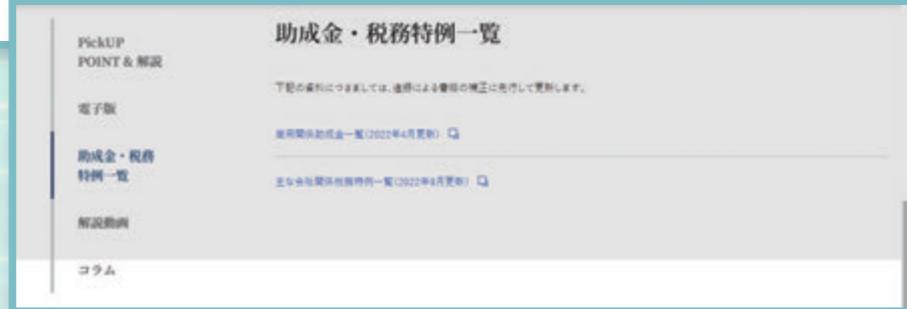 PickUP
POINT & 解説
電子版
助成金・税務
特例一覧
解説動画
コラム
助成金・税務特例一覧
下記の資料につきましては、追録による書籍の補正に先行して更新します。
雇用関係助成金一覧(2022年4月更新)
主な会社関係税務特例一覧(2022年8月更新)